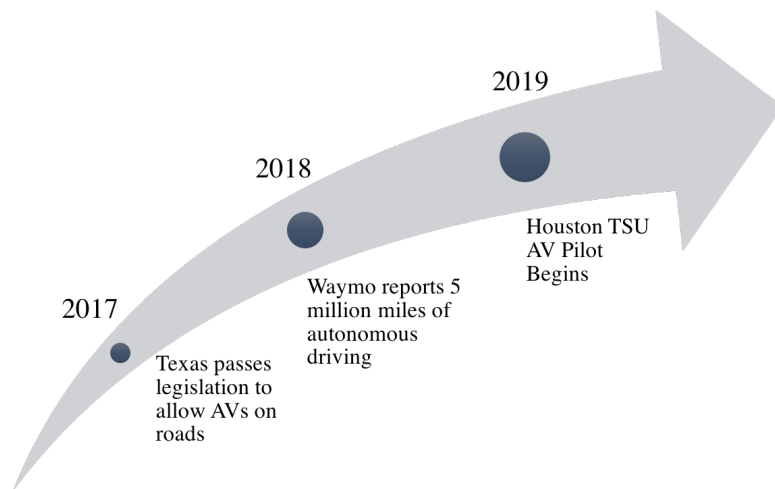 2017
Texas passes
legislation to
allow AVs on
roads
2018
Waymo reports 5
million miles of
autonomous
driving
2019
Houston TSU
AV Pilot
Begins